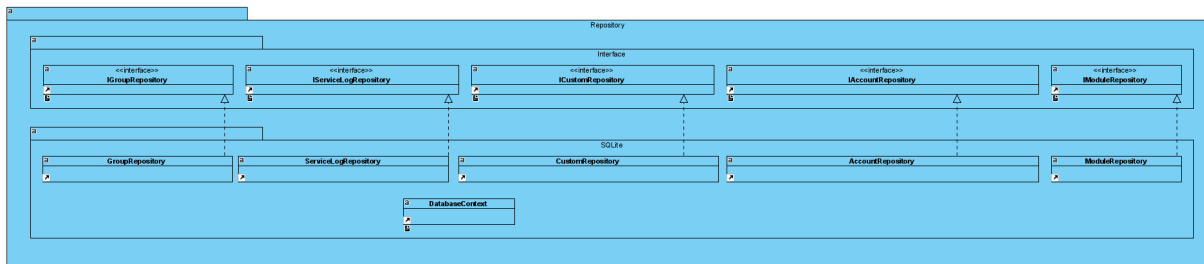 Repository
Interface
<<interface>> <<interface>> <<interface>> <<interface>> <<interface>>
IGroupRepository IServiceLogRepository ICustomRepository IAccountRepository IModuleRepository
SQLite
GroupRepository ServiceLogRepository CustomRepository AccountRepository ModuleRepository
DatabaseContext